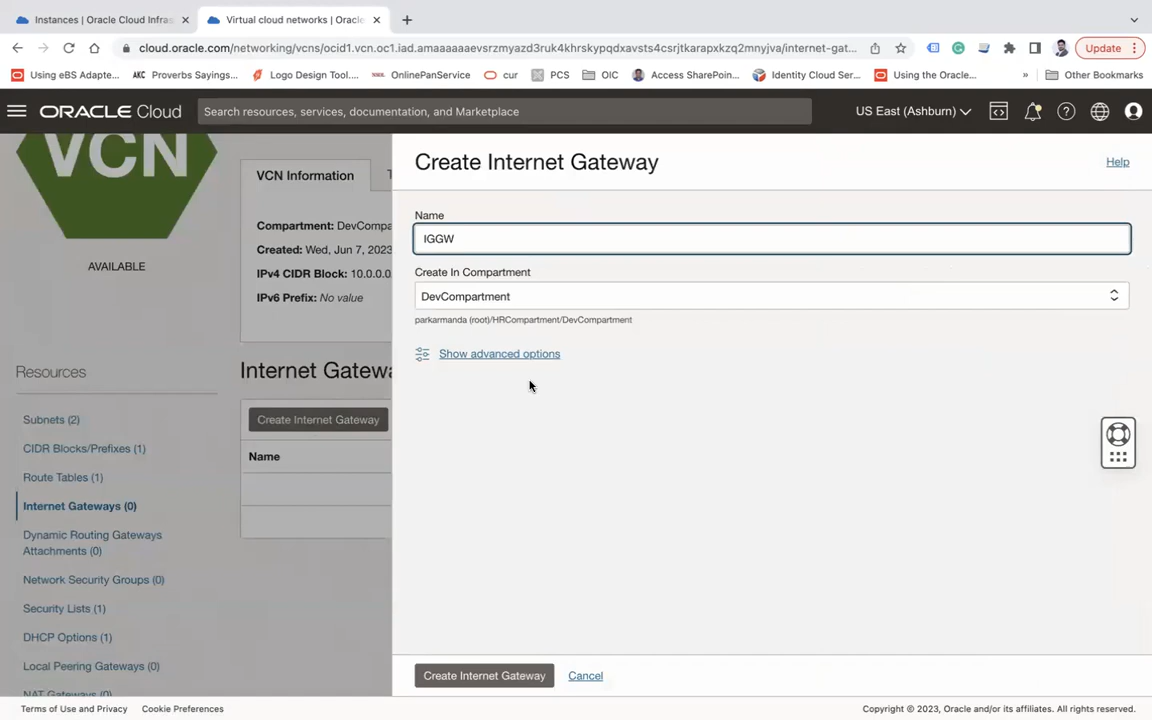 Instances | Oracle Cloud Infras
Virtual cloud networks | Oracle
cloud.oracle.com/networking/vcns/ocid1.vcn.oc1.iad.amaaaaaaevsrzmyazd3ruk4khrskypqdxavsts4csrjtkarapxkzq2mnyjva/internet-gat...
Update
Using eBS Adapte...
AKC Proverbs Sayings...
Logo Design Tool....
OnlinePanService
cur
PCS
OIC
Access SharePoin...
Identity Cloud Ser...
Using the Oracle...
»
Other Bookmarks
ORACLE Cloud
Search resources, services, documentation, and Marketplace
US East (Ashburn)
VCN
AVAILABLE
VCN Information
T
Compartment: DevCompa
Created: Wed, Jun 7, 2023
IPv4 CIDR Block: 10.0.0.
IPv6 Prefix: No value
Resources
Subnets (2)
CIDR Blocks/Prefixes (1)
Route Tables (1)
Internet Gateways (0)
Dynamic Routing Gateways
Attachments (0)
Network Security Groups (0)
Security Lists (1)
DHCP Options (1)
Local Peering Gateways (0)
NAT Gateways (0)
Internet Gatewa
Create Internet Gateway
Name
Create Internet Gateway
Help
Name
IGGW
Create In Compartment
DevCompartment
parkarmanda (root)/HRCompartment/DevCompartment
Show advanced options
Create Internet Gateway
Cancel
Terms of Use and Privacy
Cookie Preferences
Copyright © 2023, Oracle and/or its affiliates. All rights reserved.